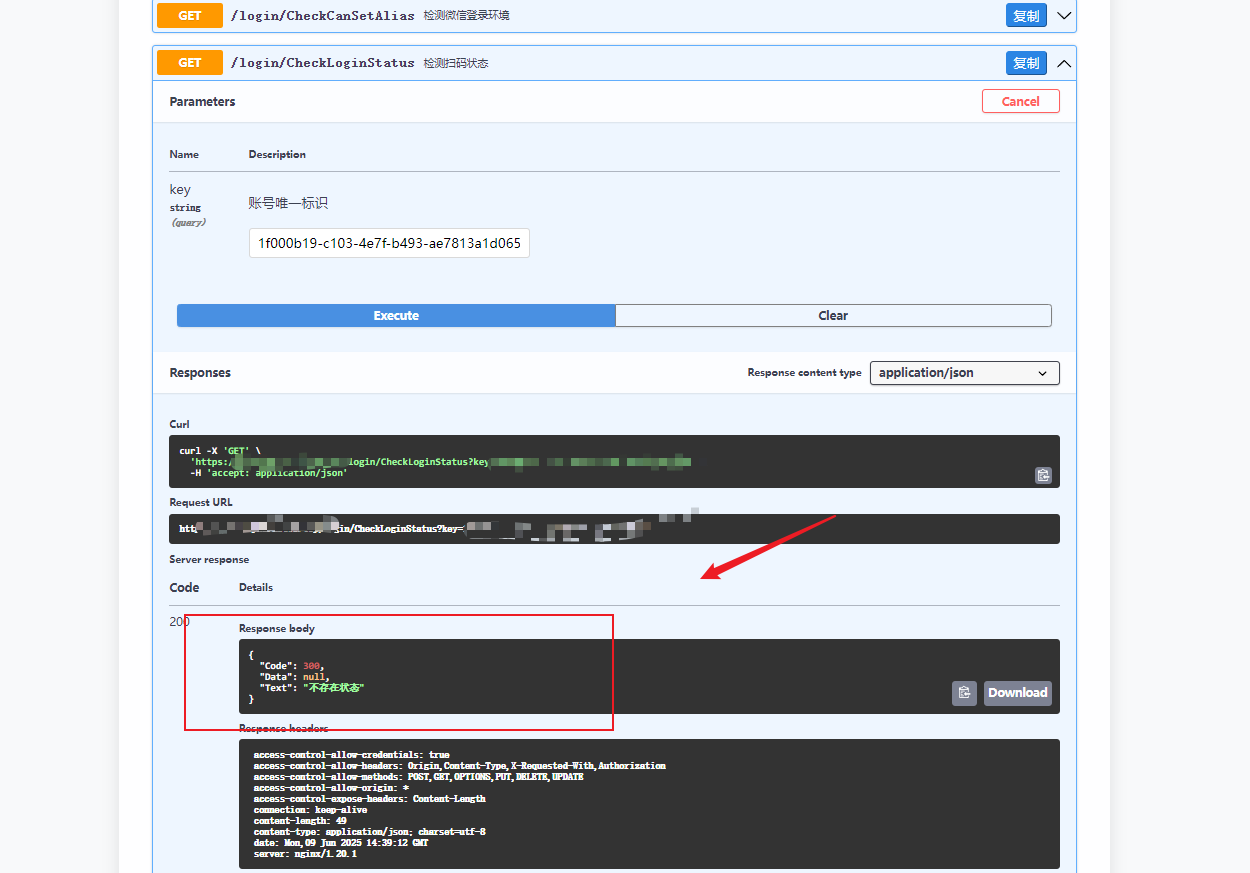 GET /login/CheckCanSetAlias 检测微信登录环境 复制
GET /login/CheckLoginStatus 检测扫码状态 复制
Parameters Cancel
Name Description
key
string
(query)
账号唯一标识
1f000b19-c103-4e7f-b493-ae7813a1d065
Execute Clear
Responses Response content type application/json
Curl
curl -X 'GET' \
'https:/ login/CheckLoginStatus?key
-H 'accept: application/json'
Request URL
htt in/CheckLoginStatus?key=
Server response
Code Details
200
Response body
{
"Code": 300,
"Data": null,
"Text": "不存在状态"
}
Download
Response headers
access-control-allow-credentials: true
access-control-allow-headers: Origin,Content-Type,X-Requested-With,Authorization
access-control-allow-methods: POST,GET,OPTIONS,PUT,DELETE,UPDATE
access-control-allow-origin: *
access-control-expose-headers: Content-Length
connection: keep-alive
content-length: 49
content-type: application/json; charset=utf-8
date: Mon,09 Jun 2025 14:39:12 GMT
server: nginx/1.20.1